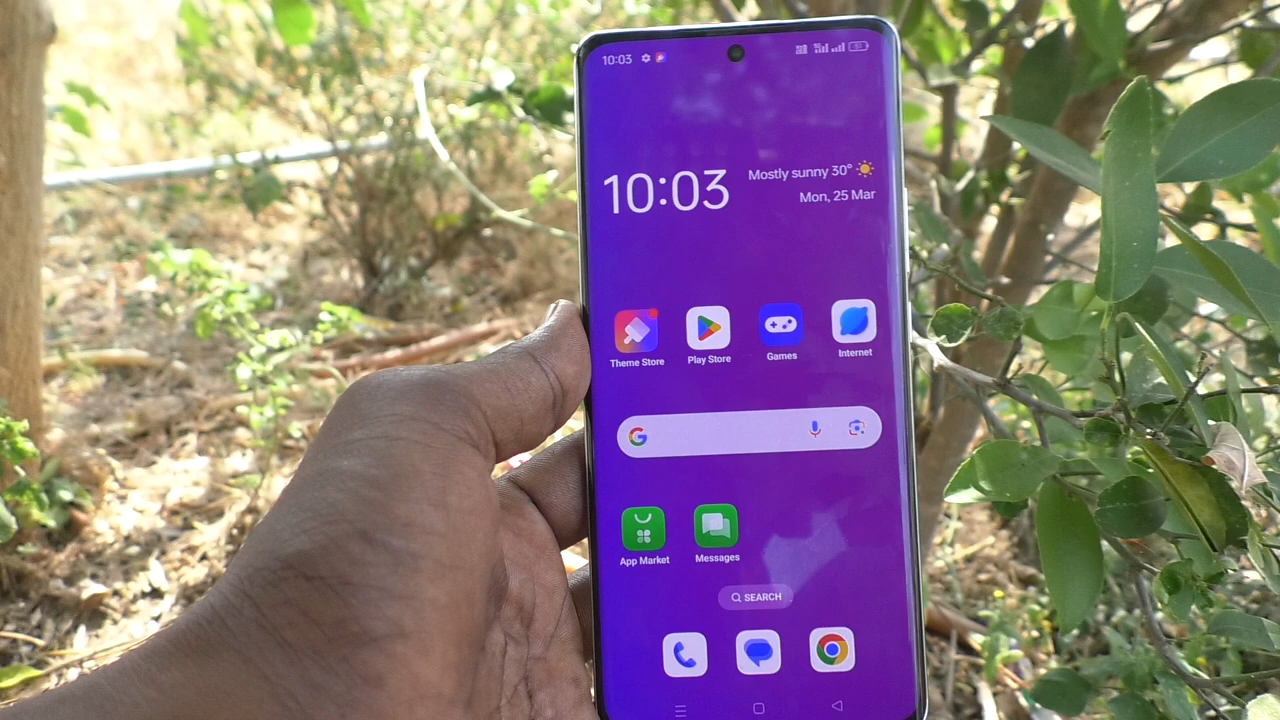 10:03
10:03
Mostly sunny 30°
Mon, 25 Mar
Theme Store
Play Store
Games
Internet
App Market
Messages
SEARCH